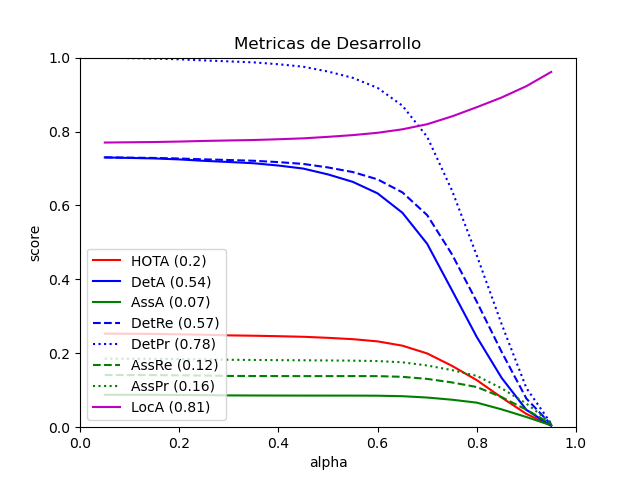 Metricas de Desarrollo
score
1.0
0.8
0.6
0.4
0.2
0.0
HOTA (0.2)
DetA (0.54)
AssA (0.07)
DetRe (0.57)
DetPr (0.78)
AssRe (0.12)
AssPr (0.16)
LocA (0.81)
0.0 0.2 0.4 0.6 0.8 1.0
alpha